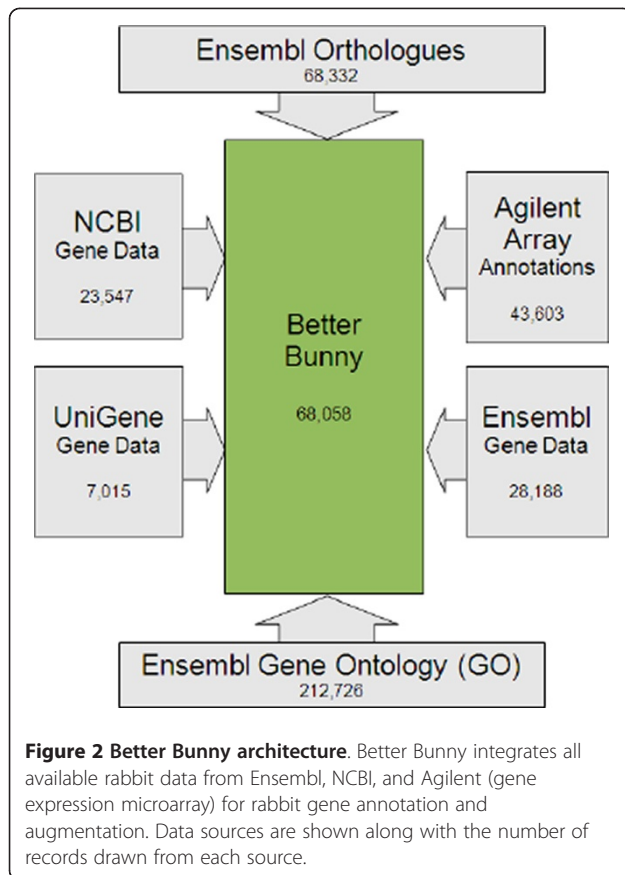 Ensembl Orthologues
68,332
NCBI
Gene Data
23,547
Agilent
Array
Annotations
43,603
Better
Bunny
68,058
UniGene
Gene Data
7,015
Ensembl
Gene Data
28,188
Ensembl Gene Ontology (GO)
212,726
Figure 2 Better Bunny architecture. Better Bunny integrates all
available rabbit data from Ensembl, NCBI, and Agilent (gene
expression microarray) for rabbit gene annotation and
augmentation. Data sources are shown along with the number of
records drawn from each source.